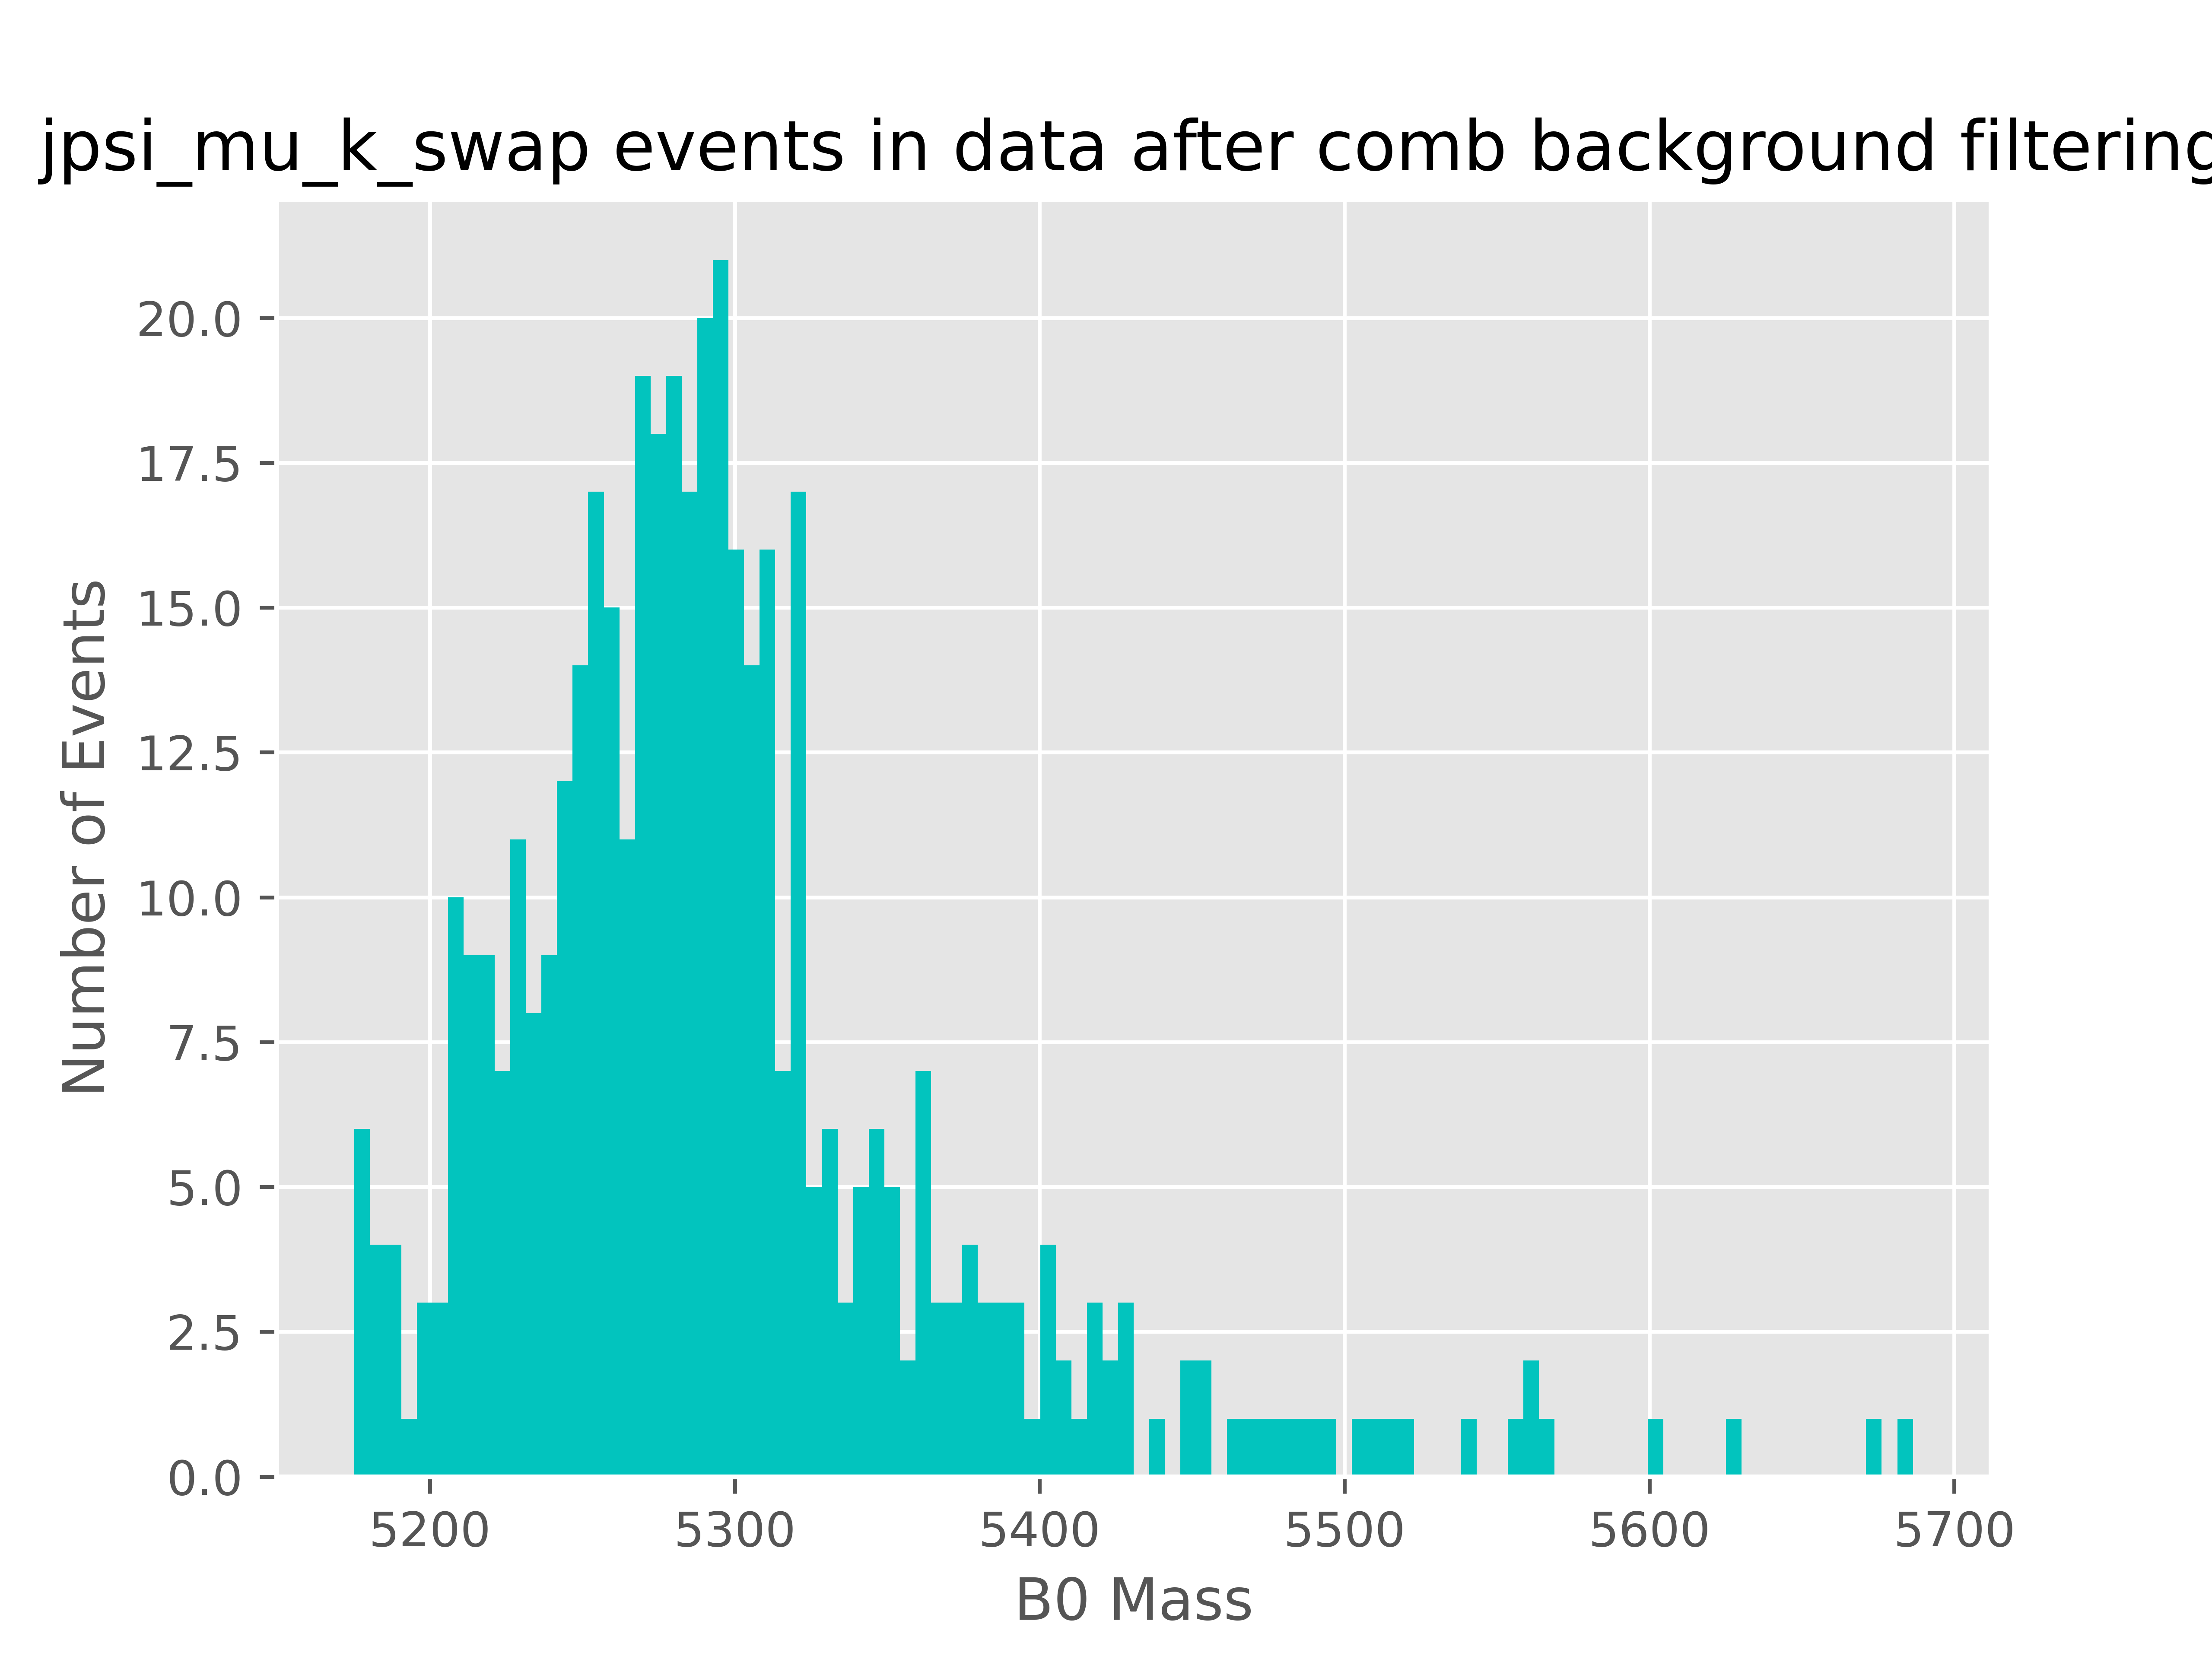 jpsi_mu_k_swap events in data after comb background filtering
Number of Events
20.0
17.5
15.0
12.5
10.0
7.5
5.0
2.5
0.0
5200 5300 5400 5500 5600 5700
B0 Mass